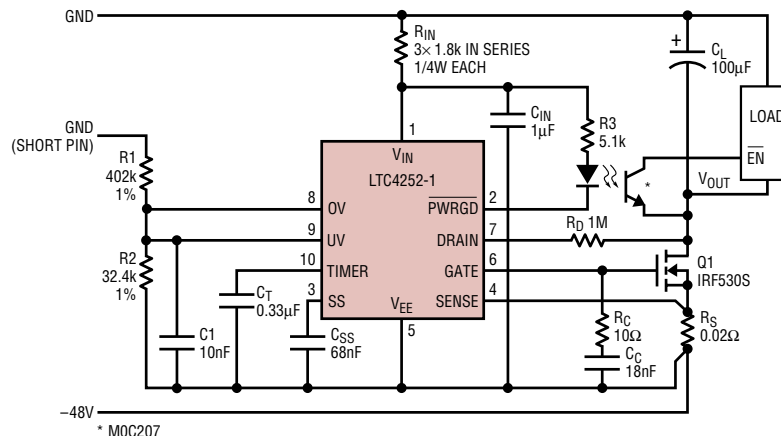 GND
RIN
3× 1.8k IN SERIES
1/4W EACH
+
CL
100µF
LOAD
EN
VOUT
GND
(SHORT PIN)
R1
402k
1%
R2
32.4k
1%
C1
10nF
CT
0.33µF
CSS
68nF
1
VIN
LTC4252-1
8
OV
9
UV
10
TIMER
3
SS
VEE
5
PWRGD
2
DRAIN
7
GATE
6
SENSE
4
CIN
1µF
R3
5.1k
*
RD 1M
Q1
IRF530S
RC
10Ω
CC
18nF
RS
0.02Ω
−48V
* M0C207